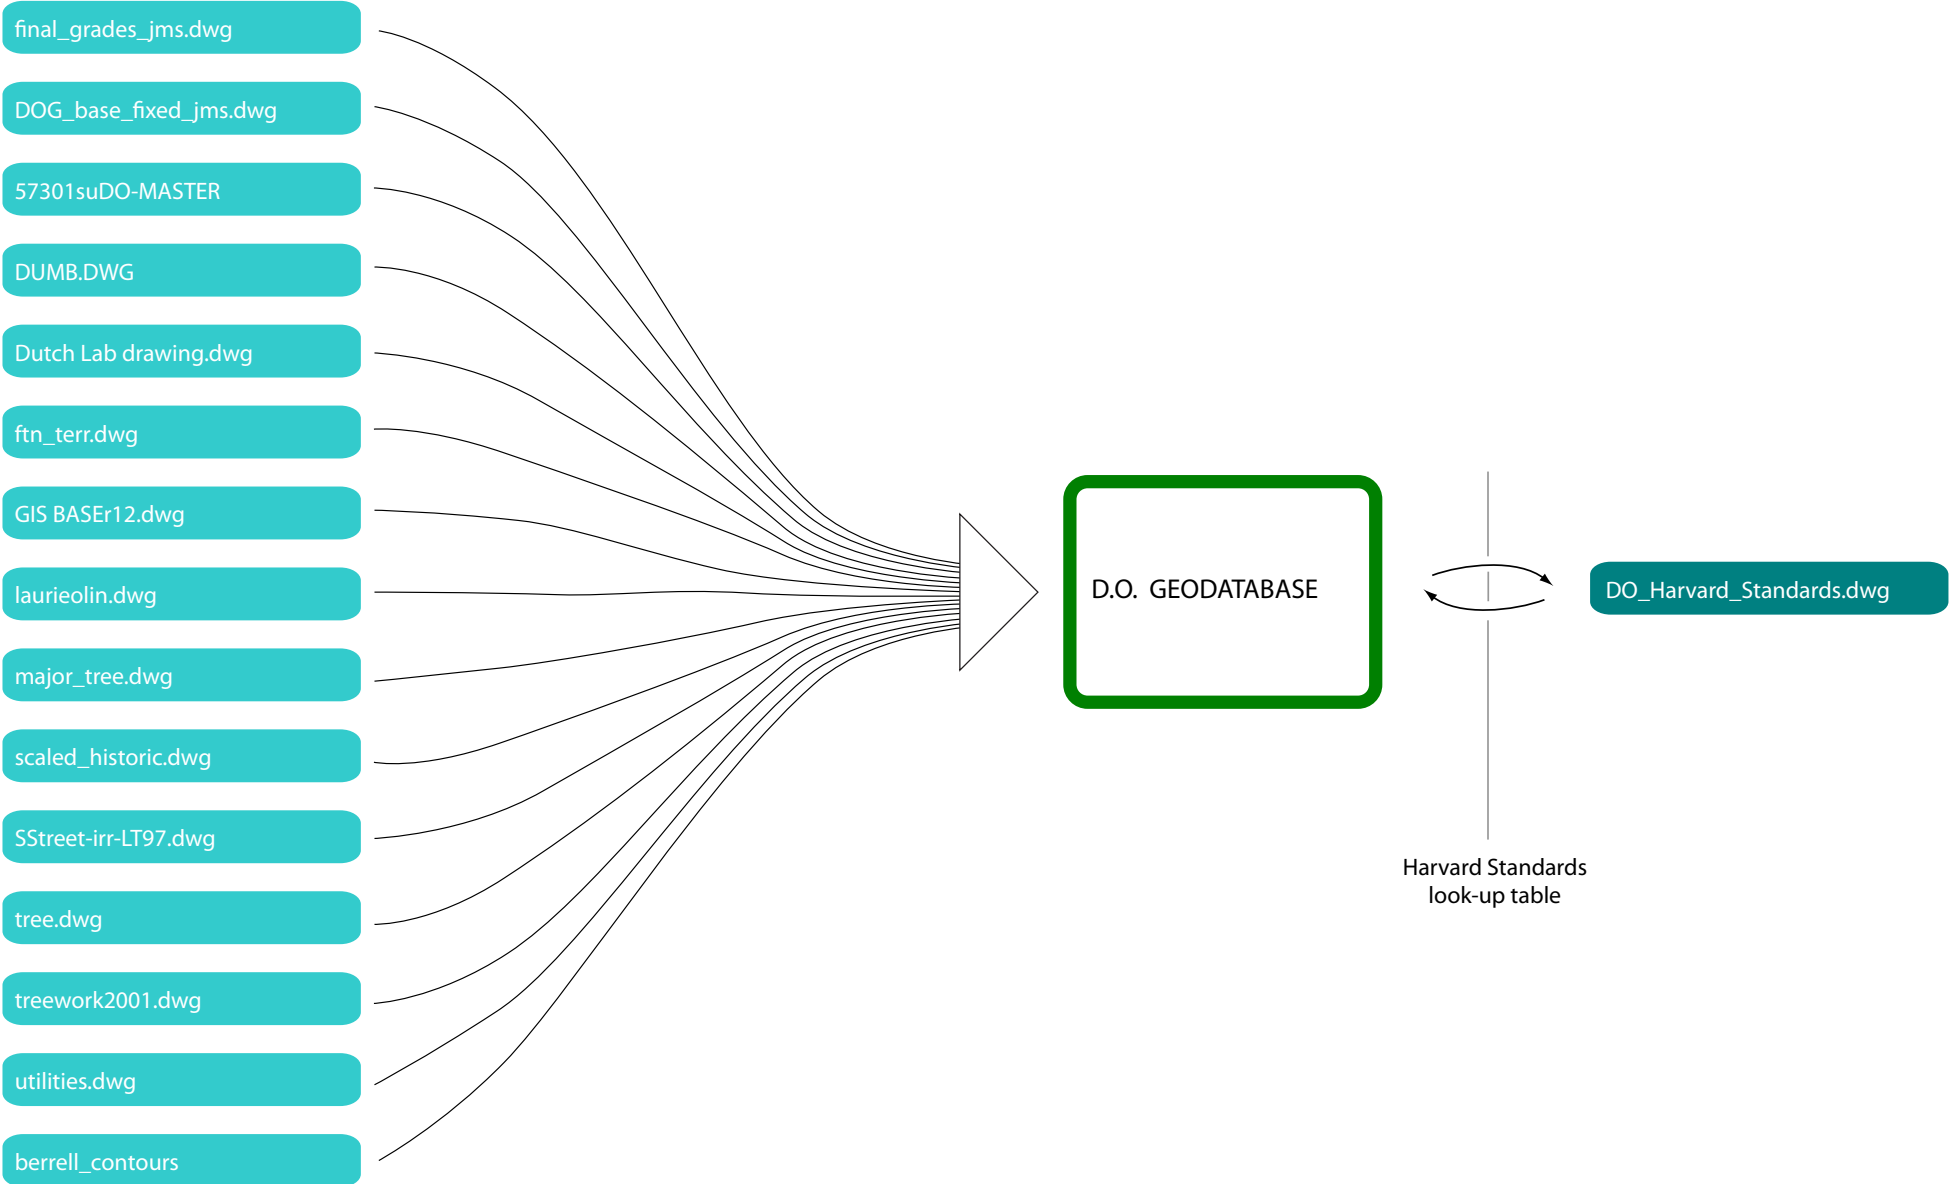 final_grades_jms.dwg
DOG_base_fixed_jms.dwg
57301suDO-MASTER
DUMB.DWG
Dutch Lab drawing.dwg
ftn_terr.dwg
GIS BASEr12.dwg
laurieolin.dwg
major_tree.dwg
scaled_historic.dwg
SStreet-irr-LT97.dwg
tree.dwg
treework2001.dwg
utilities.dwg
berrell_contours
D.O. GEODATABASE
Harvard Standards
look-up table
DO_Harvard_Standards.dwg